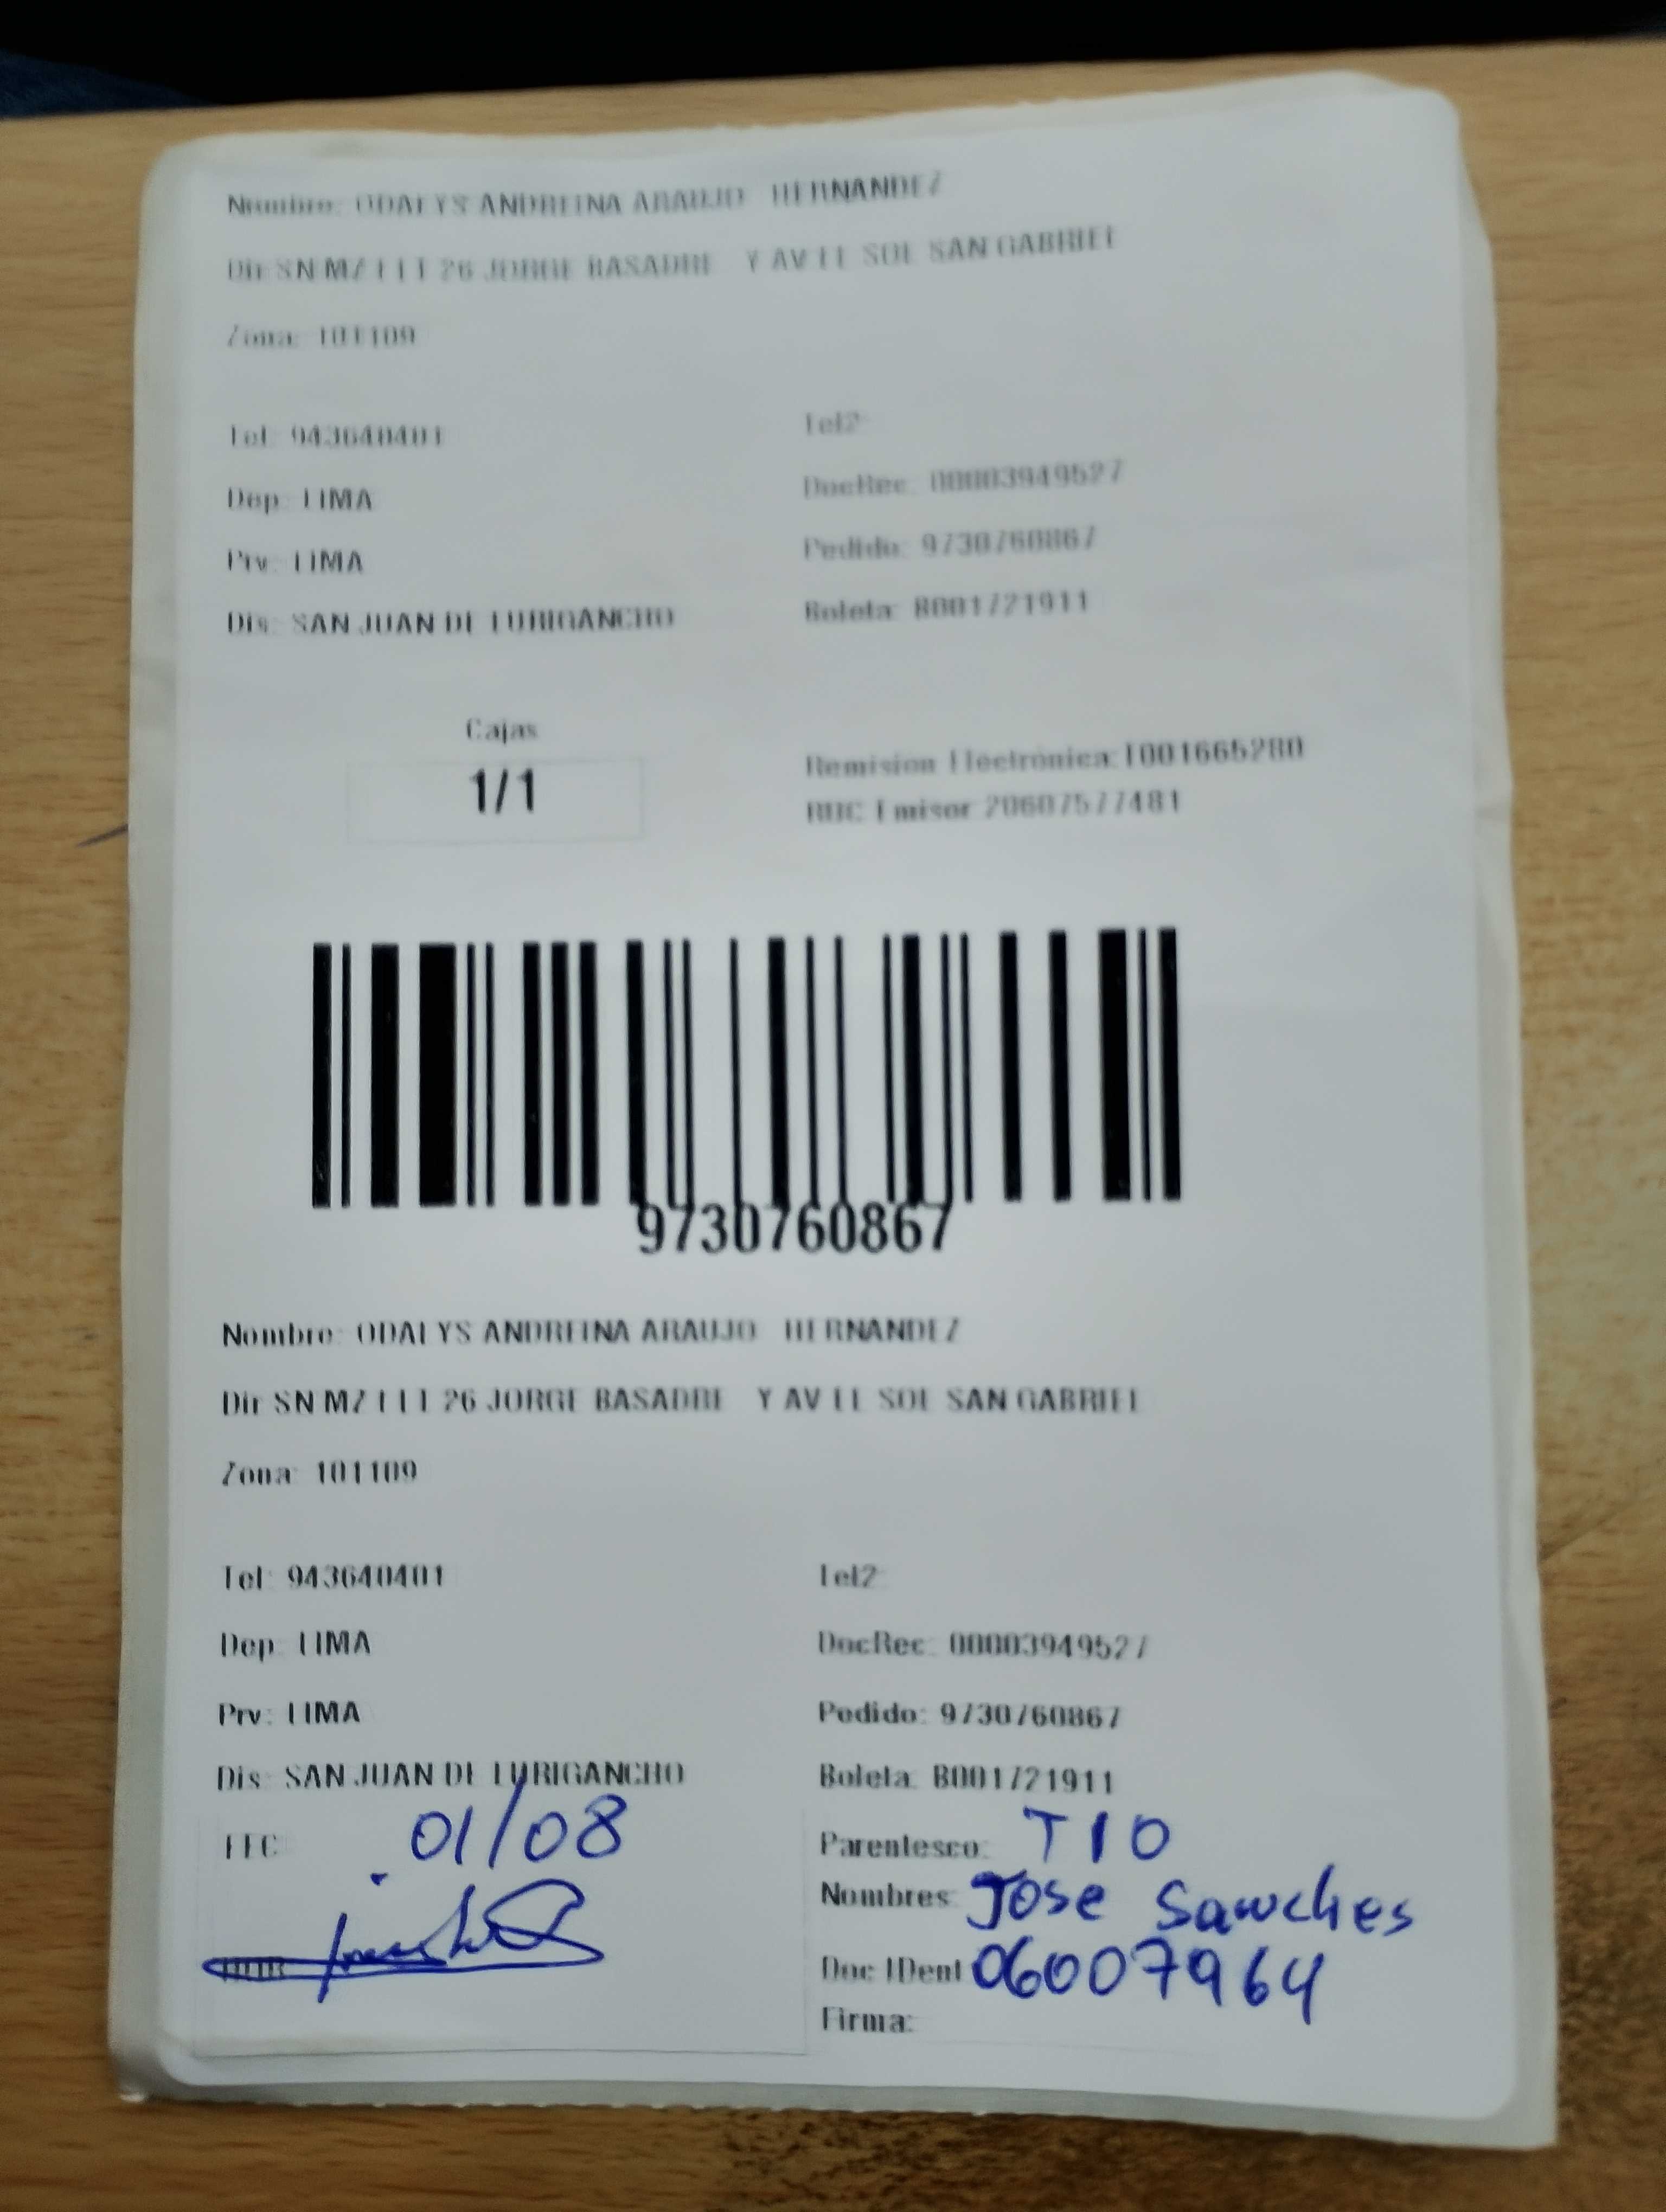 Nombre: ODALYS ANDREINA ARAUJO HERNANDEZ
Dir: SN MZ I LT 26 JORGE BASADRE Y AV EL SOL SAN GABRIEL
Zona: 101109
Tel: 943640401 Tel2:
Dep: LIMA DocRec: 00003949527
Prv: LIMA Pedido: 9730760867
Dis: SAN JUAN DE LURIGANCHO Boleta: B001721911
Cajas
1/1
Remision Electrónica: T001665280
RUC Emisor: 20607577481
9730760867
Nombre: ODALYS ANDREINA ARAUJO HERNANDEZ
Dir: SN MZ I LT 26 JORGE BASADRE Y AV EL SOL SAN GABRIEL
Zona: 101109
Tel: 943640401 Tel2:
Dep: LIMA DocRec: 00003949527
Prv: LIMA Pedido: 9730760867
Dis: SAN JUAN DE LURIGANCHO Boleta: B001721911
01/08 Parentesco: TIO
Nombres: Jose Sanches
Doc IDent 06007964
Firma: